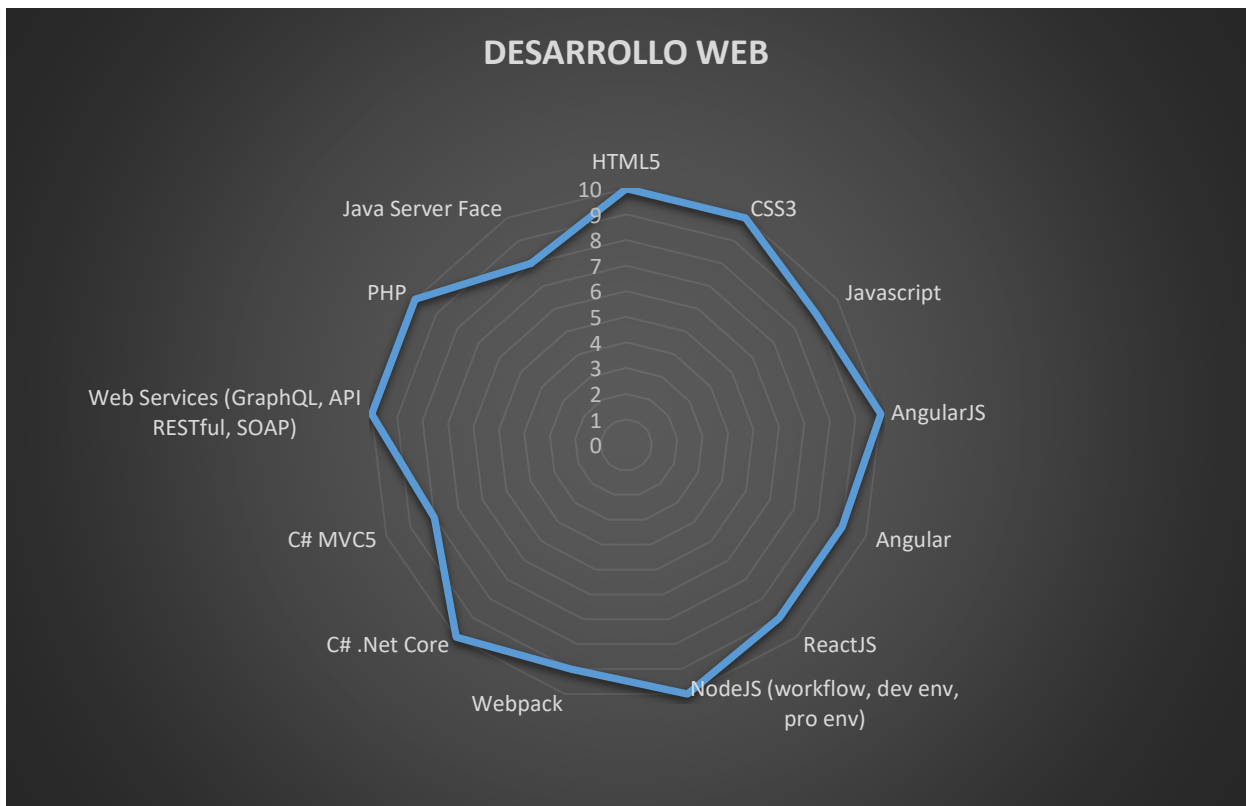 DESARROLLO WEB
HTML5
CSS3
Javascript
AngularJS
Angular
ReactJS
NodeJS (workflow, dev env,
pro env)
Webpack
C# .Net Core
C# MVC5
Web Services (GraphQL, API
RESTful, SOAP)
PHP
Java Server Face
10
9
8
7
6
5
4
3
2
1
0